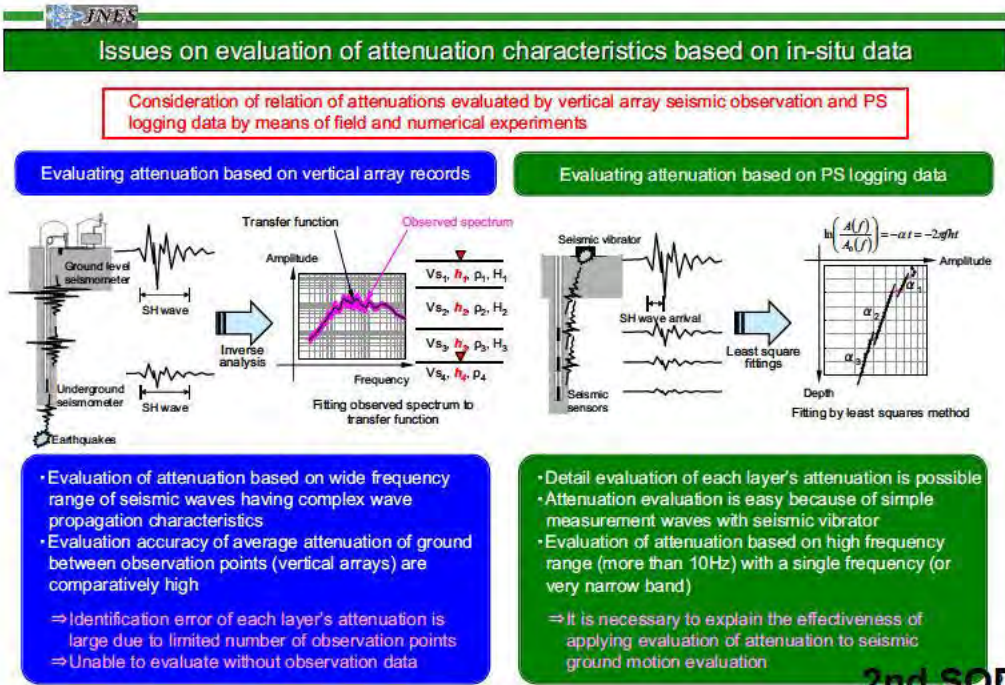 JNES
Issues on evaluation of attenuation characteristics based on in-situ data
Consideration of relation of attenuations evaluated by vertical array seismic observation and PS
logging data by means of field and numerical experiments
Evaluating attenuation based on vertical array records
Evaluating attenuation based on PS logging data
Transfer function
Observed spectrum
Amplitude
Ground level
seismometer
SH wave
Inverse
analysis
Underground
seismometer
SH wave
Earthquakes
Frequency
Fitting observed spectrum to
transfer function
Vs₁, h₁, ρ₁, H₁
Vs₂, h₂, ρ₂, H₂
Vs₃, h₃, ρ₃, H₃
Vs₄, h₄, ρ₄
Seismic vibrator
SH wave arrival
Seismic
sensors
Least square
fittings
ln(A(f)/A₀(f)) = -αt = -2πfht
Amplitude
α₁
α₂
α₃
Depth
Fitting by least squares method
・Evaluation of attenuation based on wide frequency
range of seismic waves having complex wave
propagation characteristics
・Evaluation accuracy of average attenuation of ground
between observation points (vertical arrays) are
comparatively high
⇒Identification error of each layer's attenuation is
large due to limited number of observation points
⇒Unable to evaluate without observation data
・Detail evaluation of each layer's attenuation is possible
・Attenuation evaluation is easy because of simple
measurement waves with seismic vibrator
・Evaluation of attenuation based on high frequency
range (more than 10Hz) with a single frequency (or
very narrow band)
⇒It is necessary to explain the effectiveness of
applying evaluation of attenuation to seismic
ground motion evaluation
2nd SOR